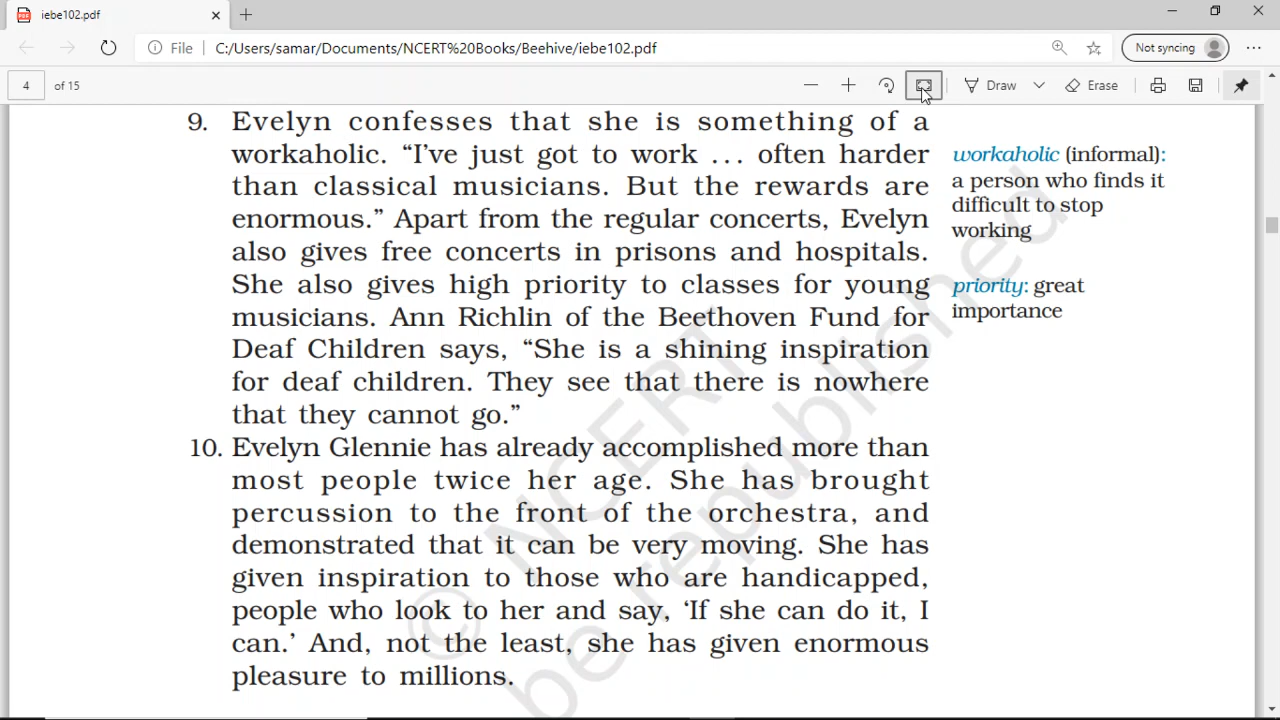 iebe102.pdf
File C:/Users/samar/Documents/NCERT%20Books/Beehive/iebe102.pdf Not syncing
4 of 15 Draw Erase
9. Evelyn confesses that she is something of a
workaholic. “I’ve just got to work ... often harder
than classical musicians. But the rewards are
enormous.” Apart from the regular concerts, Evelyn
also gives free concerts in prisons and hospitals.
She also gives high priority to classes for young
musicians. Ann Richlin of the Beethoven Fund for
Deaf Children says, “She is a shining inspiration
for deaf children. They see that there is nowhere
that they cannot go.”
10. Evelyn Glennie has already accomplished more than
most people twice her age. She has brought
percussion to the front of the orchestra, and
demonstrated that it can be very moving. She has
given inspiration to those who are handicapped,
people who look to her and say, ‘If she can do it, I
can.’ And, not the least, she has given enormous
pleasure to millions.
workaholic (informal):
a person who finds it
difficult to stop
working
priority: great
importance
© NCERT
be republished